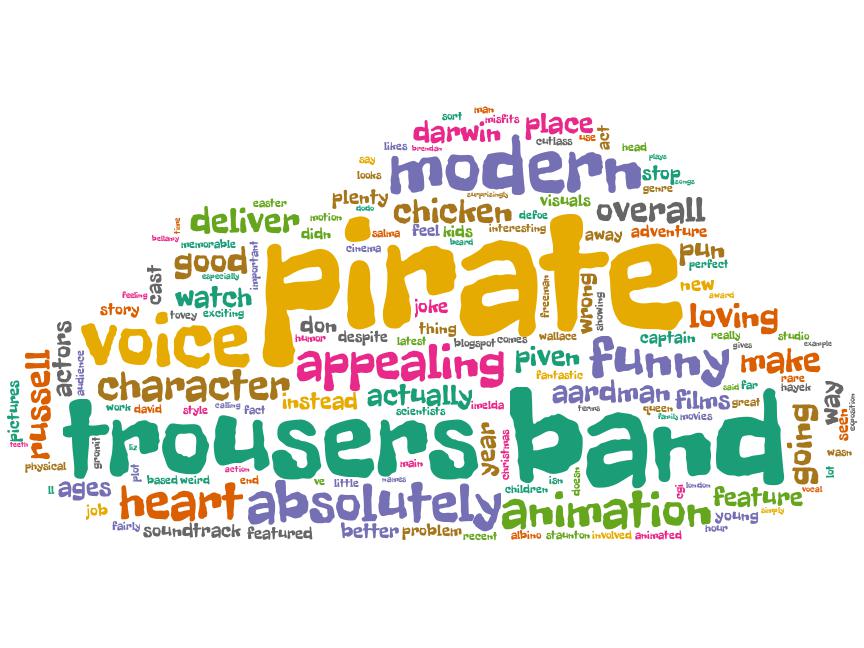 man
sort
misfits
darwin
place
act
likes
brendan
cutlass
use
head
say
modern
plays
looks
stop
songs
genre
plenty
surprisingly
visuals
easter
dodo
chicken
defoe
overall
deliver
motion
time
didn
salma
feel
kids
interesting
away
adventure
bellamy
memorable
cinema
beard
pun
good
important
pirate
perfect
especially
cast
feeling
watch
joke
freeman
wrong
showing
new
award
story
tovey
exciting
don
thing
loving
voice
humor
despite
latest
blogspot
comes
wallace
captain
really
studio
gives
example
actors
audience
appealing
piven
funny
make
russell
fantastic
rare
pictures
character
instead
actually
aardman
films
said
far
hayek
way
work
david
style
calling
fact
scientists
imelda
terms
queen
great
family
movies
seen
exposition
trousers
band
going
teeth
gromit
liz
year
christmas
wasn
physical
plot
action
main
lot
based
weird
end
ve
little
names
isn
doesn
ll
ages
children
cgi
london
vocal
job
heart
absolutely
animation
feature
simply
young
fairly
soundtrack
featured
better
problem
recent
albino
staunton
involved
animated
hour